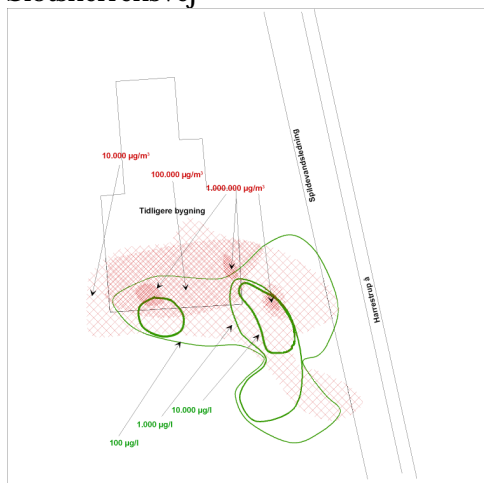 Spildevandsledning
10.000 µg/m³
100.000 µg/m³
1.000.000 µg/m³
Tidligere bygning
Harrestrup å
10.000 µg/l
1.000 µg/l
100 µg/l